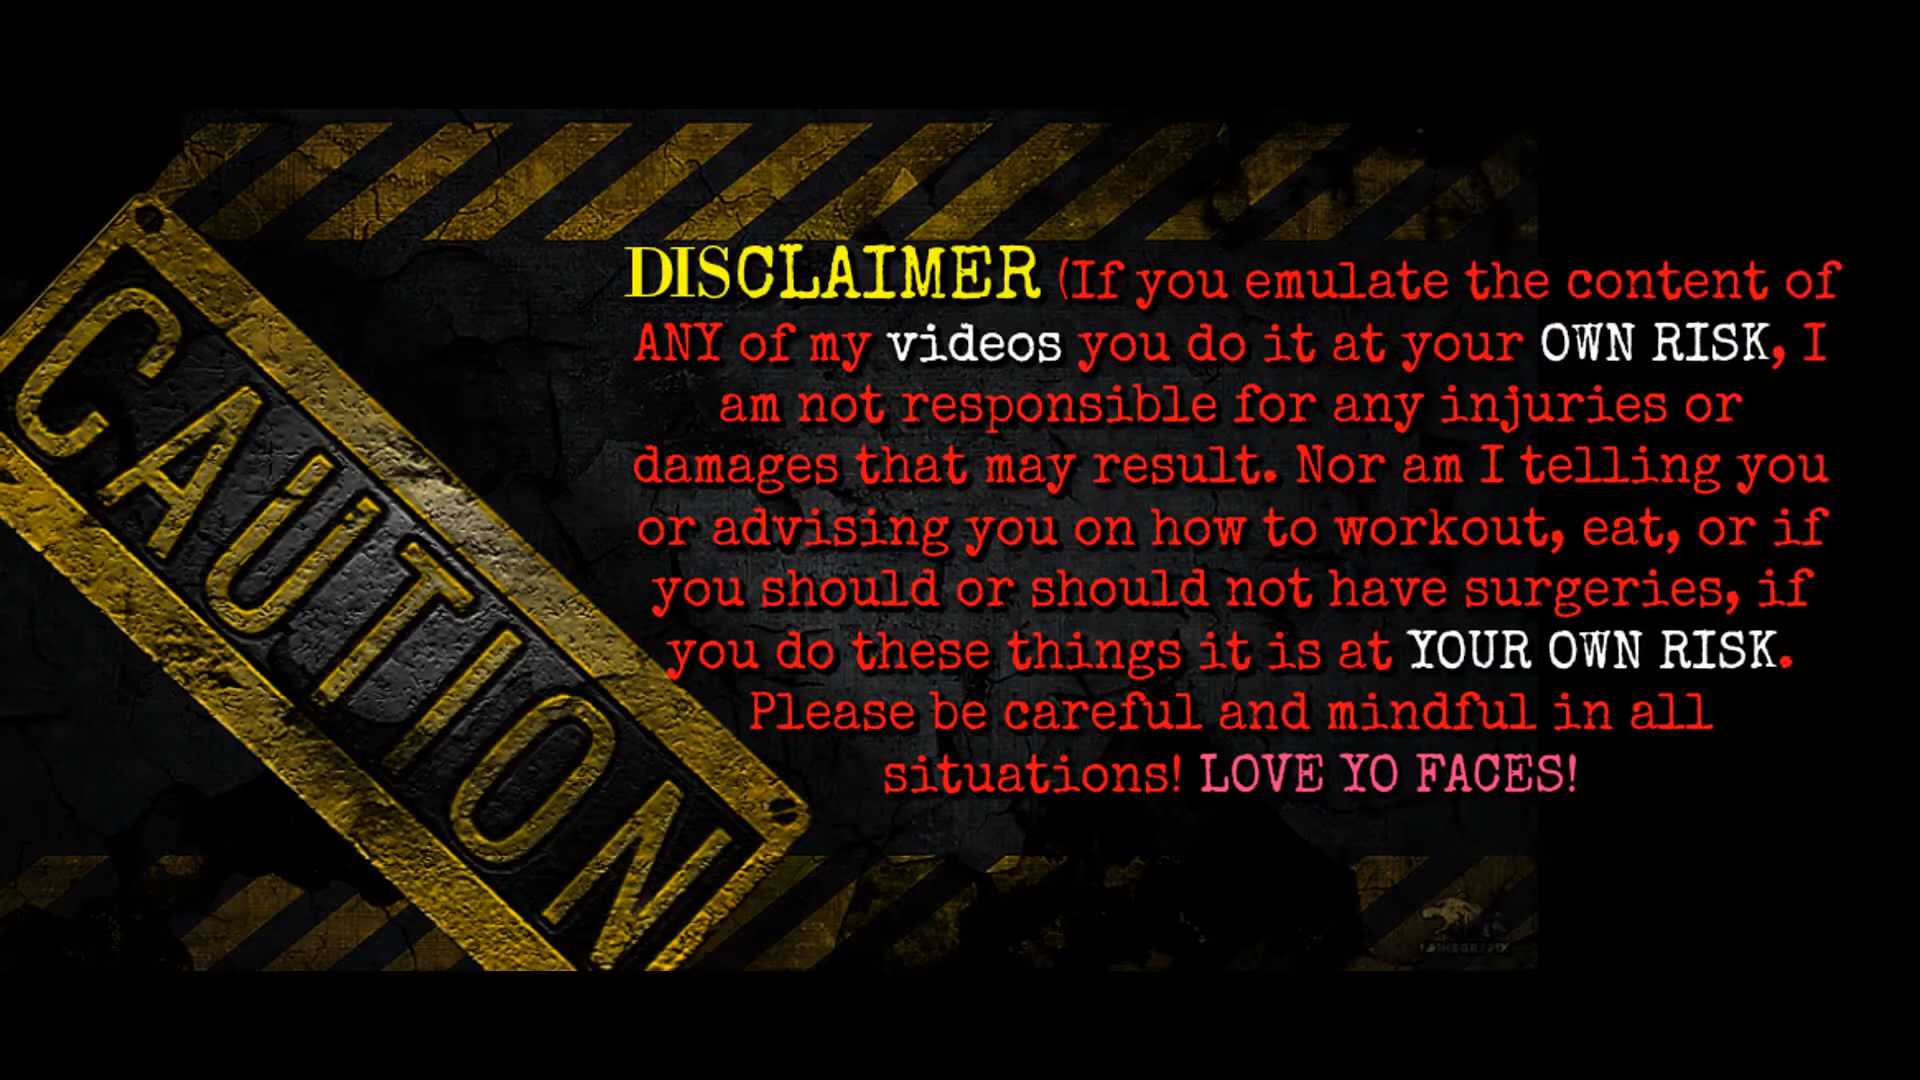 CAUTION
DISCLAIMER (If you emulate the content of
ANY of my videos you do it at your OWN RISK, I
am not responsible for any injuries or
damages that may result. Nor am I telling you
or advising you on how to workout, eat, or if
you should or should not have surgeries, if
you do these things it is at YOUR OWN RISK.
Please be careful and mindful in all
situations! LOVE YO FACES!